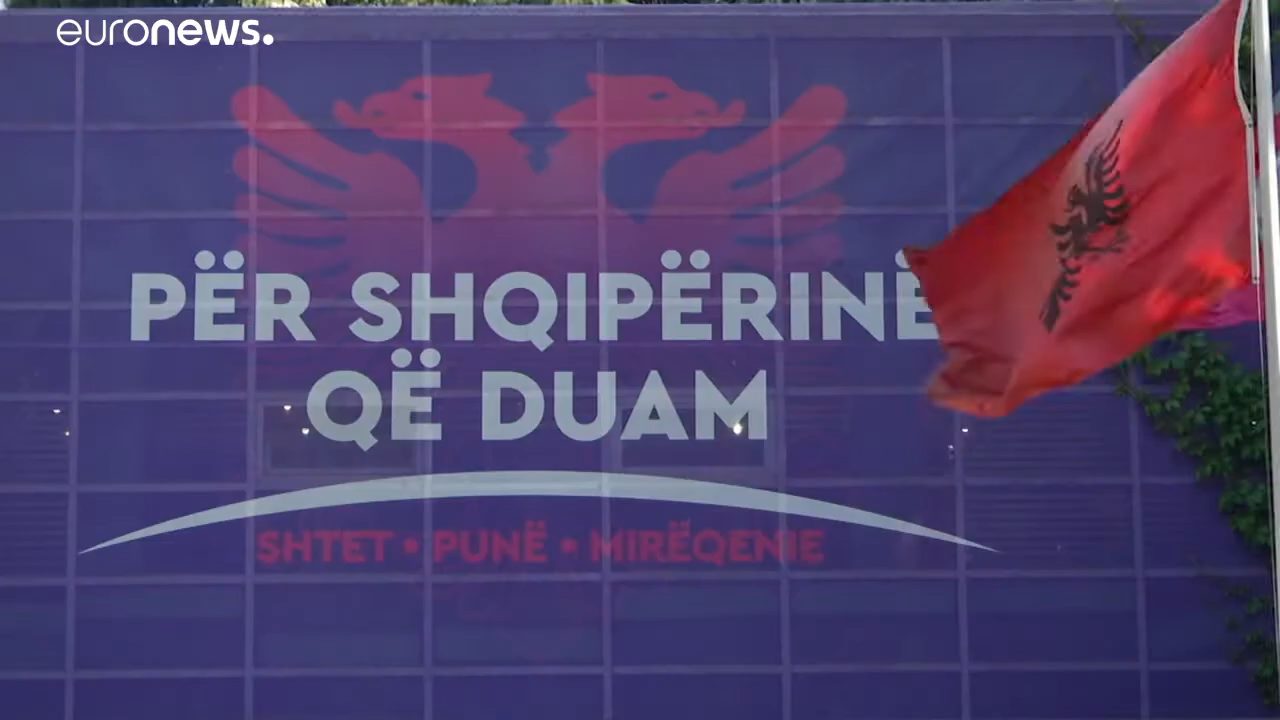 euronews.
PËR SHQIPËRINË
QË DUAM
SHTET • PUNË • MIRËQENIE